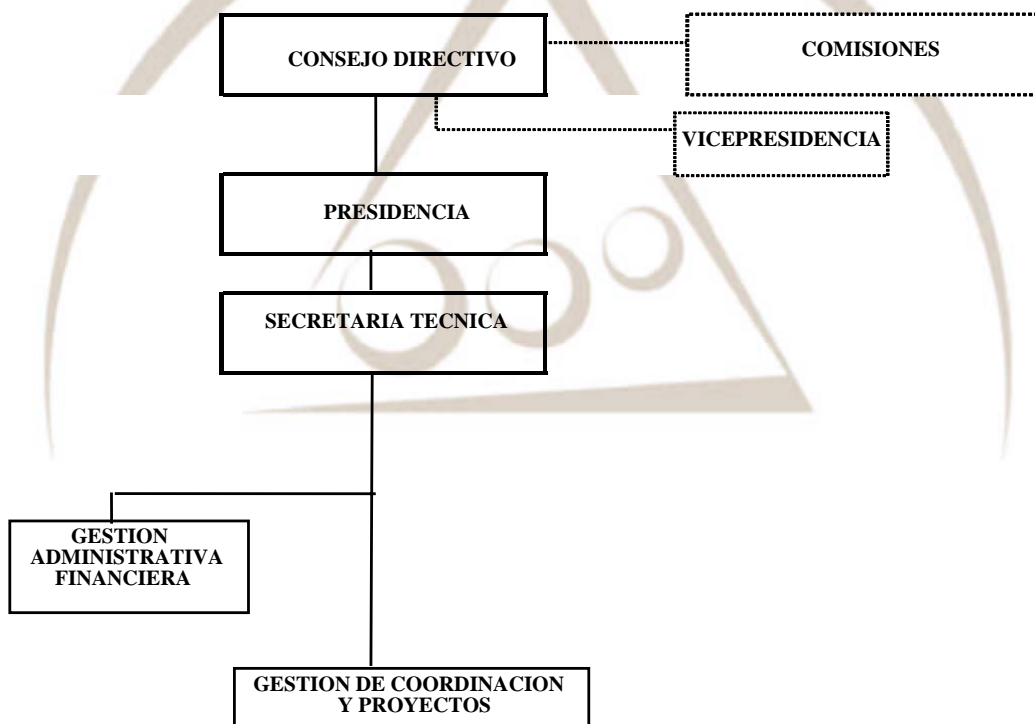 CONSEJO DIRECTIVO
COMISIONES
VICEPRESIDENCIA
PRESIDENCIA
SECRETARIA TECNICA
GESTION
ADMINISTRATIVA
FINANCIERA
GESTION DE COORDINACION
Y PROYECTOS